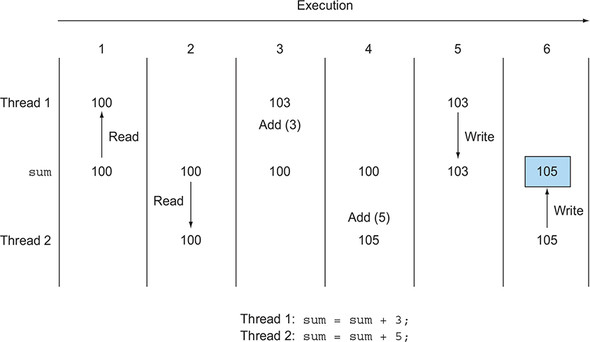 Execution
1 2 3 4 5 6
Thread 1 100 103 103
Add (3)
Read Write
sum 100 100 100 100 103 105
Read Write
Add (5)
Thread 2 100 105 105
Thread 1: sum = sum + 3;
Thread 2: sum = sum + 5;